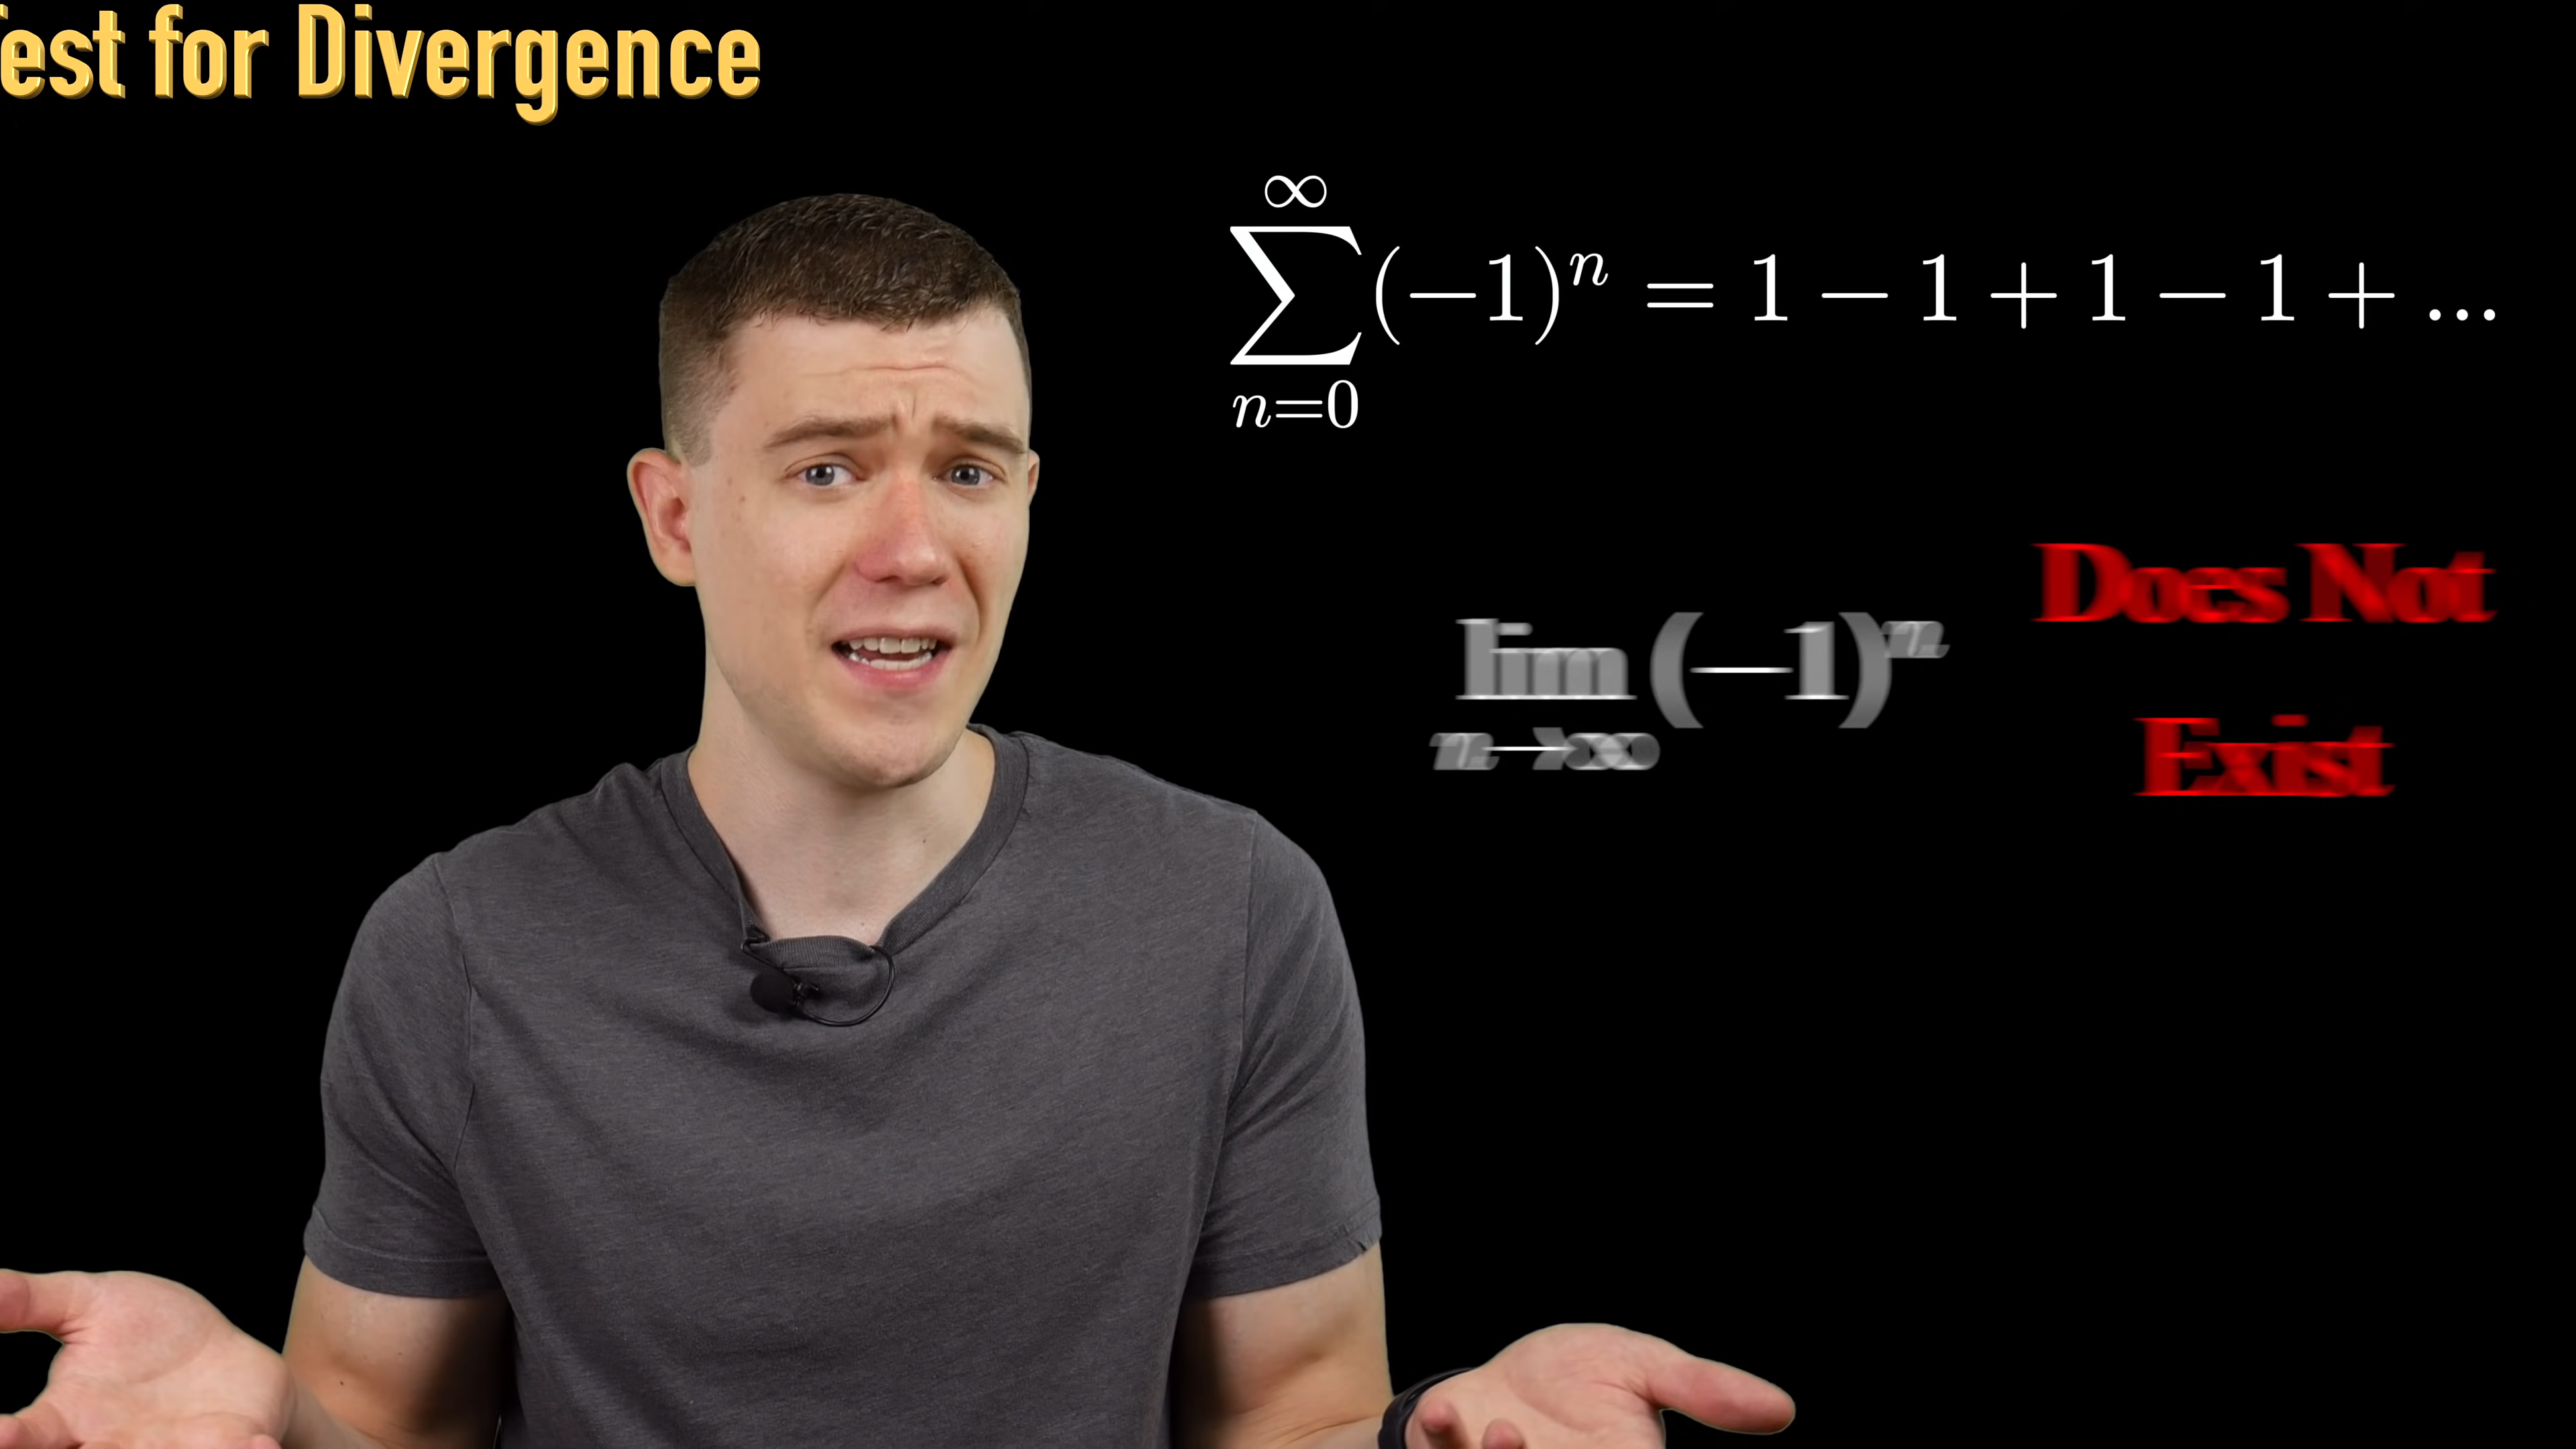 est for Divergence
∞
∑ (−1)ⁿ = 1 − 1 + 1 − 1 + ...
n=0
Does Not
lim (−1)ⁿ
n→∞
Exist